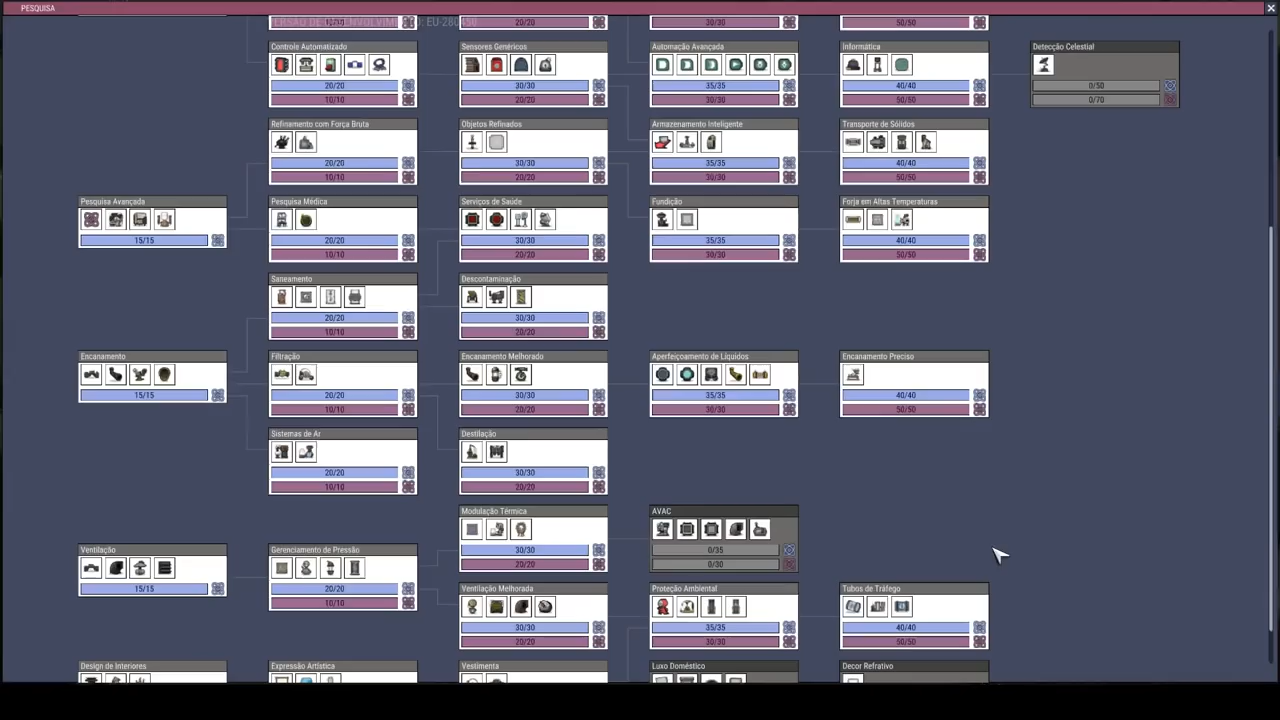 PESQUISA
VERSÃO DE DESENVOLVIMENTO: EU-280450
10/10 20/20 30/30 50/50
Controle Automatizado Sensores Genéricos Automação Avançada Informática Detecção Celestial
20/20 30/30 35/35 40/40 0/50
10/10 20/20 30/30 50/50 0/70
Refinamento com Força Bruta Objetos Refinados Armazenamento Inteligente Transporte de Sólidos
20/20 30/30 35/35 40/40
10/10 20/20 30/30 50/50
Pesquisa Avançada Pesquisa Médica Serviços de Saúde Fundição Forja em Altas Temperaturas
15/15 20/20 30/30 35/35 40/40
10/10 20/20 30/30 50/50
Saneamento Descontaminação
20/20 30/30
10/10 20/20
Encanamento Filtração Encanamento Melhorado Aperfeiçoamento de Líquidos Encanamento Preciso
15/15 20/20 30/30 35/35 40/40
10/10 20/20 30/30 50/50
Sistemas de Ar Destilação
20/20 30/30
10/10 20/20
Modulação Térmica AVAC
30/30 0/35
20/20 0/30
Ventilação Gerenciamento de Pressão
15/15 20/20
10/10
Ventilação Melhorada Proteção Ambiental Tubos de Tráfego
30/30 35/35 40/40
20/20 30/30 50/50
Design de Interiores Expressão Artística Vestimenta Luxo Doméstico Decor Refrativo